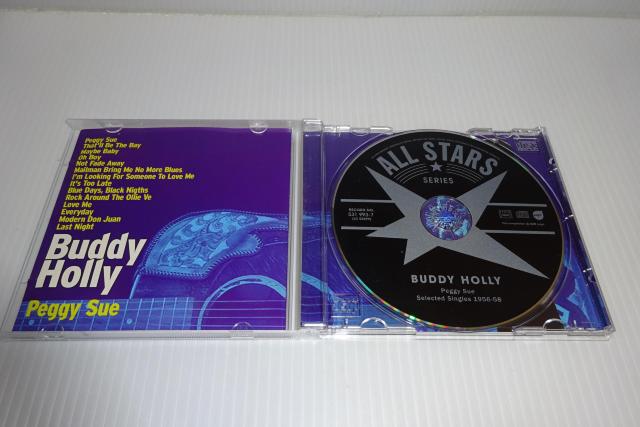 Peggy Sue
That'll Be The Day
Maybe Baby
Oh Boy
Not Fade Away
Mailman Bring Me No More Blues
I'm Looking For Someone To Love Me
It's Too Late
Blue Days, Black Nigths
Rock Around The Ollie Ve
Love Me
Everyday
Modern Don Juan
Last Night
Buddy
Holly
Peggy Sue
ALL STARS
SERIES
RECORD NO.
BUDDY HOLLY
Peggy Sue
Selected Singles 1956-58